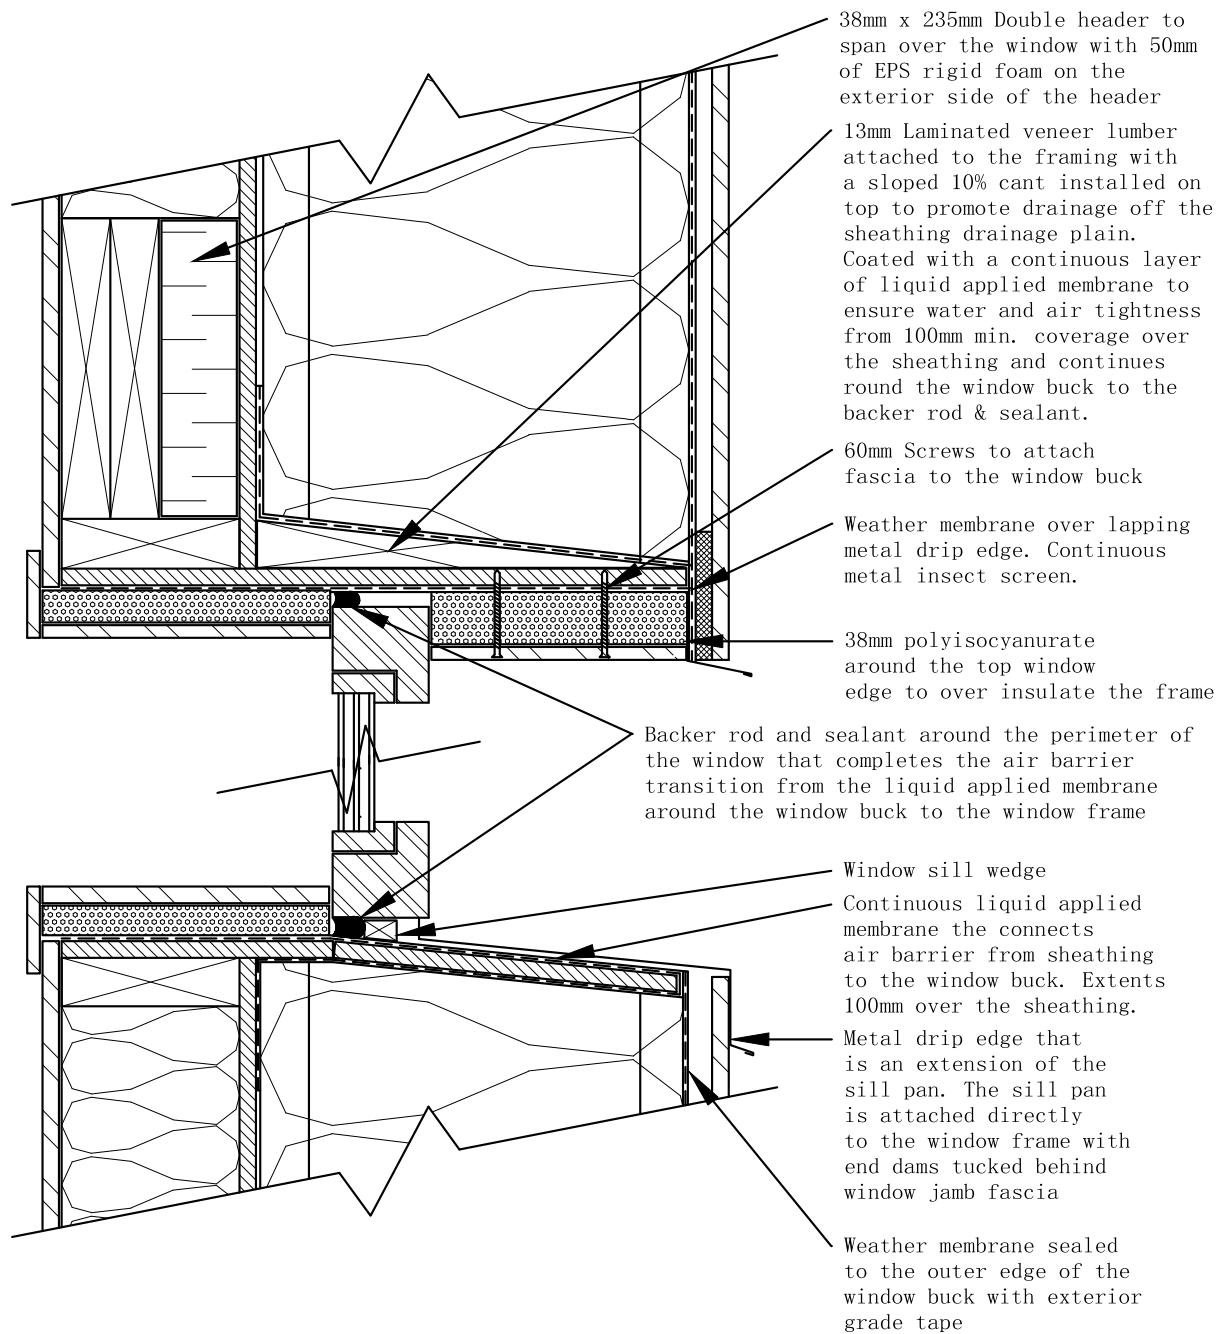 38mm x 235mm Double header to
span over the window with 50mm
of EPS rigid foam on the
exterior side of the header
13mm Laminated veneer lumber
attached to the framing with
a sloped 10% cant installed on
top to promote drainage off the
sheathing drainage plain.
Coated with a continuous layer
of liquid applied membrane to
ensure water and air tightness
from 100mm min. coverage over
the sheathing and continues
round the window buck to the
backer rod & sealant.
60mm Screws to attach
fascia to the window buck
Weather membrane over lapping
metal drip edge. Continuous
metal insect screen.
38mm polyisocyanurate
around the top window
edge to over insulate the frame
Backer rod and sealant around the perimeter of
the window that completes the air barrier
transition from the liquid applied membrane
around the window buck to the window frame
Window sill wedge
Continuous liquid applied
membrane the connects
air barrier from sheathing
to the window buck. Extents
100mm over the sheathing.
Metal drip edge that
is an extension of the
sill pan. The sill pan
is attached directly
to the window frame with
end dams tucked behind
window jamb fascia
Weather membrane sealed
to the outer edge of the
window buck with exterior
grade tape